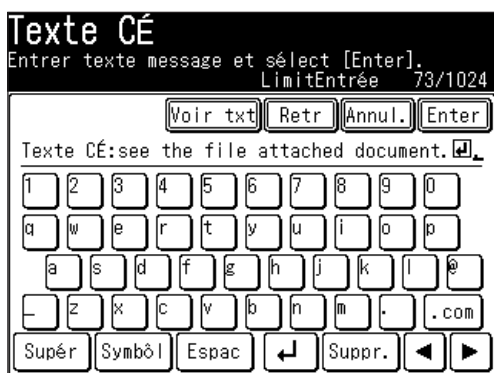 Texte CÉ
Entrer texte message et sélect [Enter].
LimitEntrée 73/1024
Voir txt Retr Annul. Enter
Texte CÉ:see the file attached document.↵_
1 2 3 4 5 6 7 8 9 0
q w e r t y u i o p
a s d f g h j k l @
_ z x c v b n m . .com
Supér Symbôl Espac ↵ Suppr. ◀ ▶